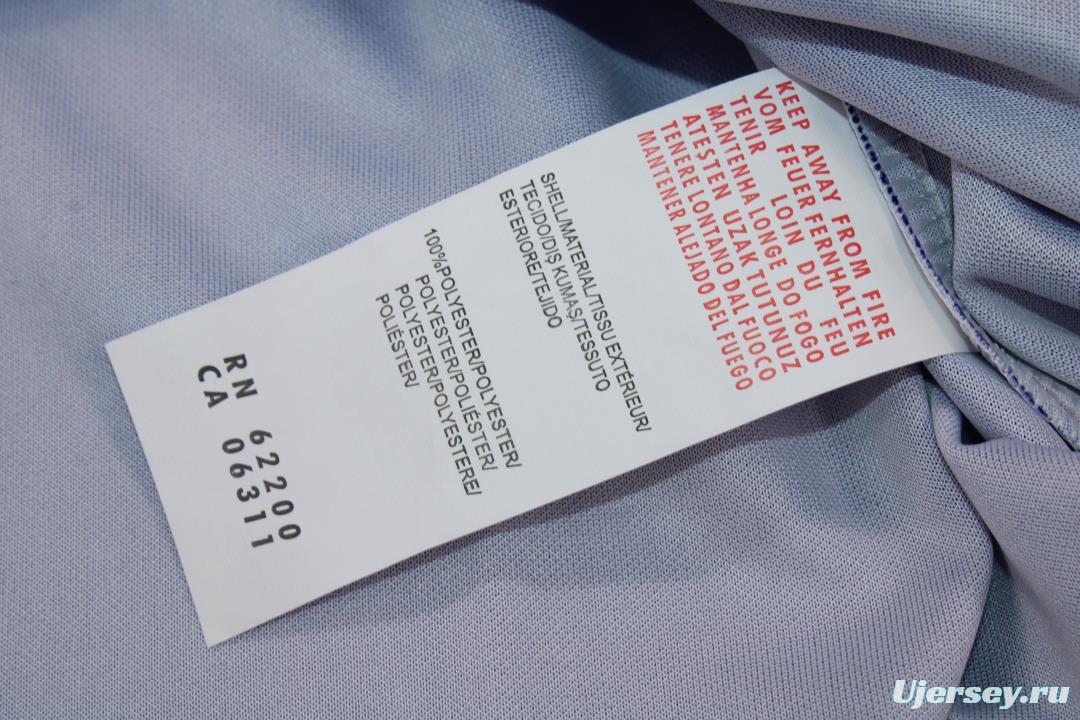 KEEP AWAY FROM FIRE
VOM FEUER FERNHALTEN
TENIR LOIN DU FEU
MANTENHA LONGE DO FOGO
ATEŞTEN UZAK TUTUNUZ
TENERE LONTANO DAL FUOCO
MANTENER ALEJADO DEL FUEGO
SHELL/MATERIAL/TISSU EXTÉRIEUR/
TECIDO/DIŞ KUMAŞ/TESSUTO
ESTERIORE/TEJIDO
100%POLYESTER/POLYESTER/
POLYESTER/POLIÉSTER/
POLYESTER/POLYESTERE/
POLIÉSTER/
RN 62200
CA 06311
Ujersey.ru